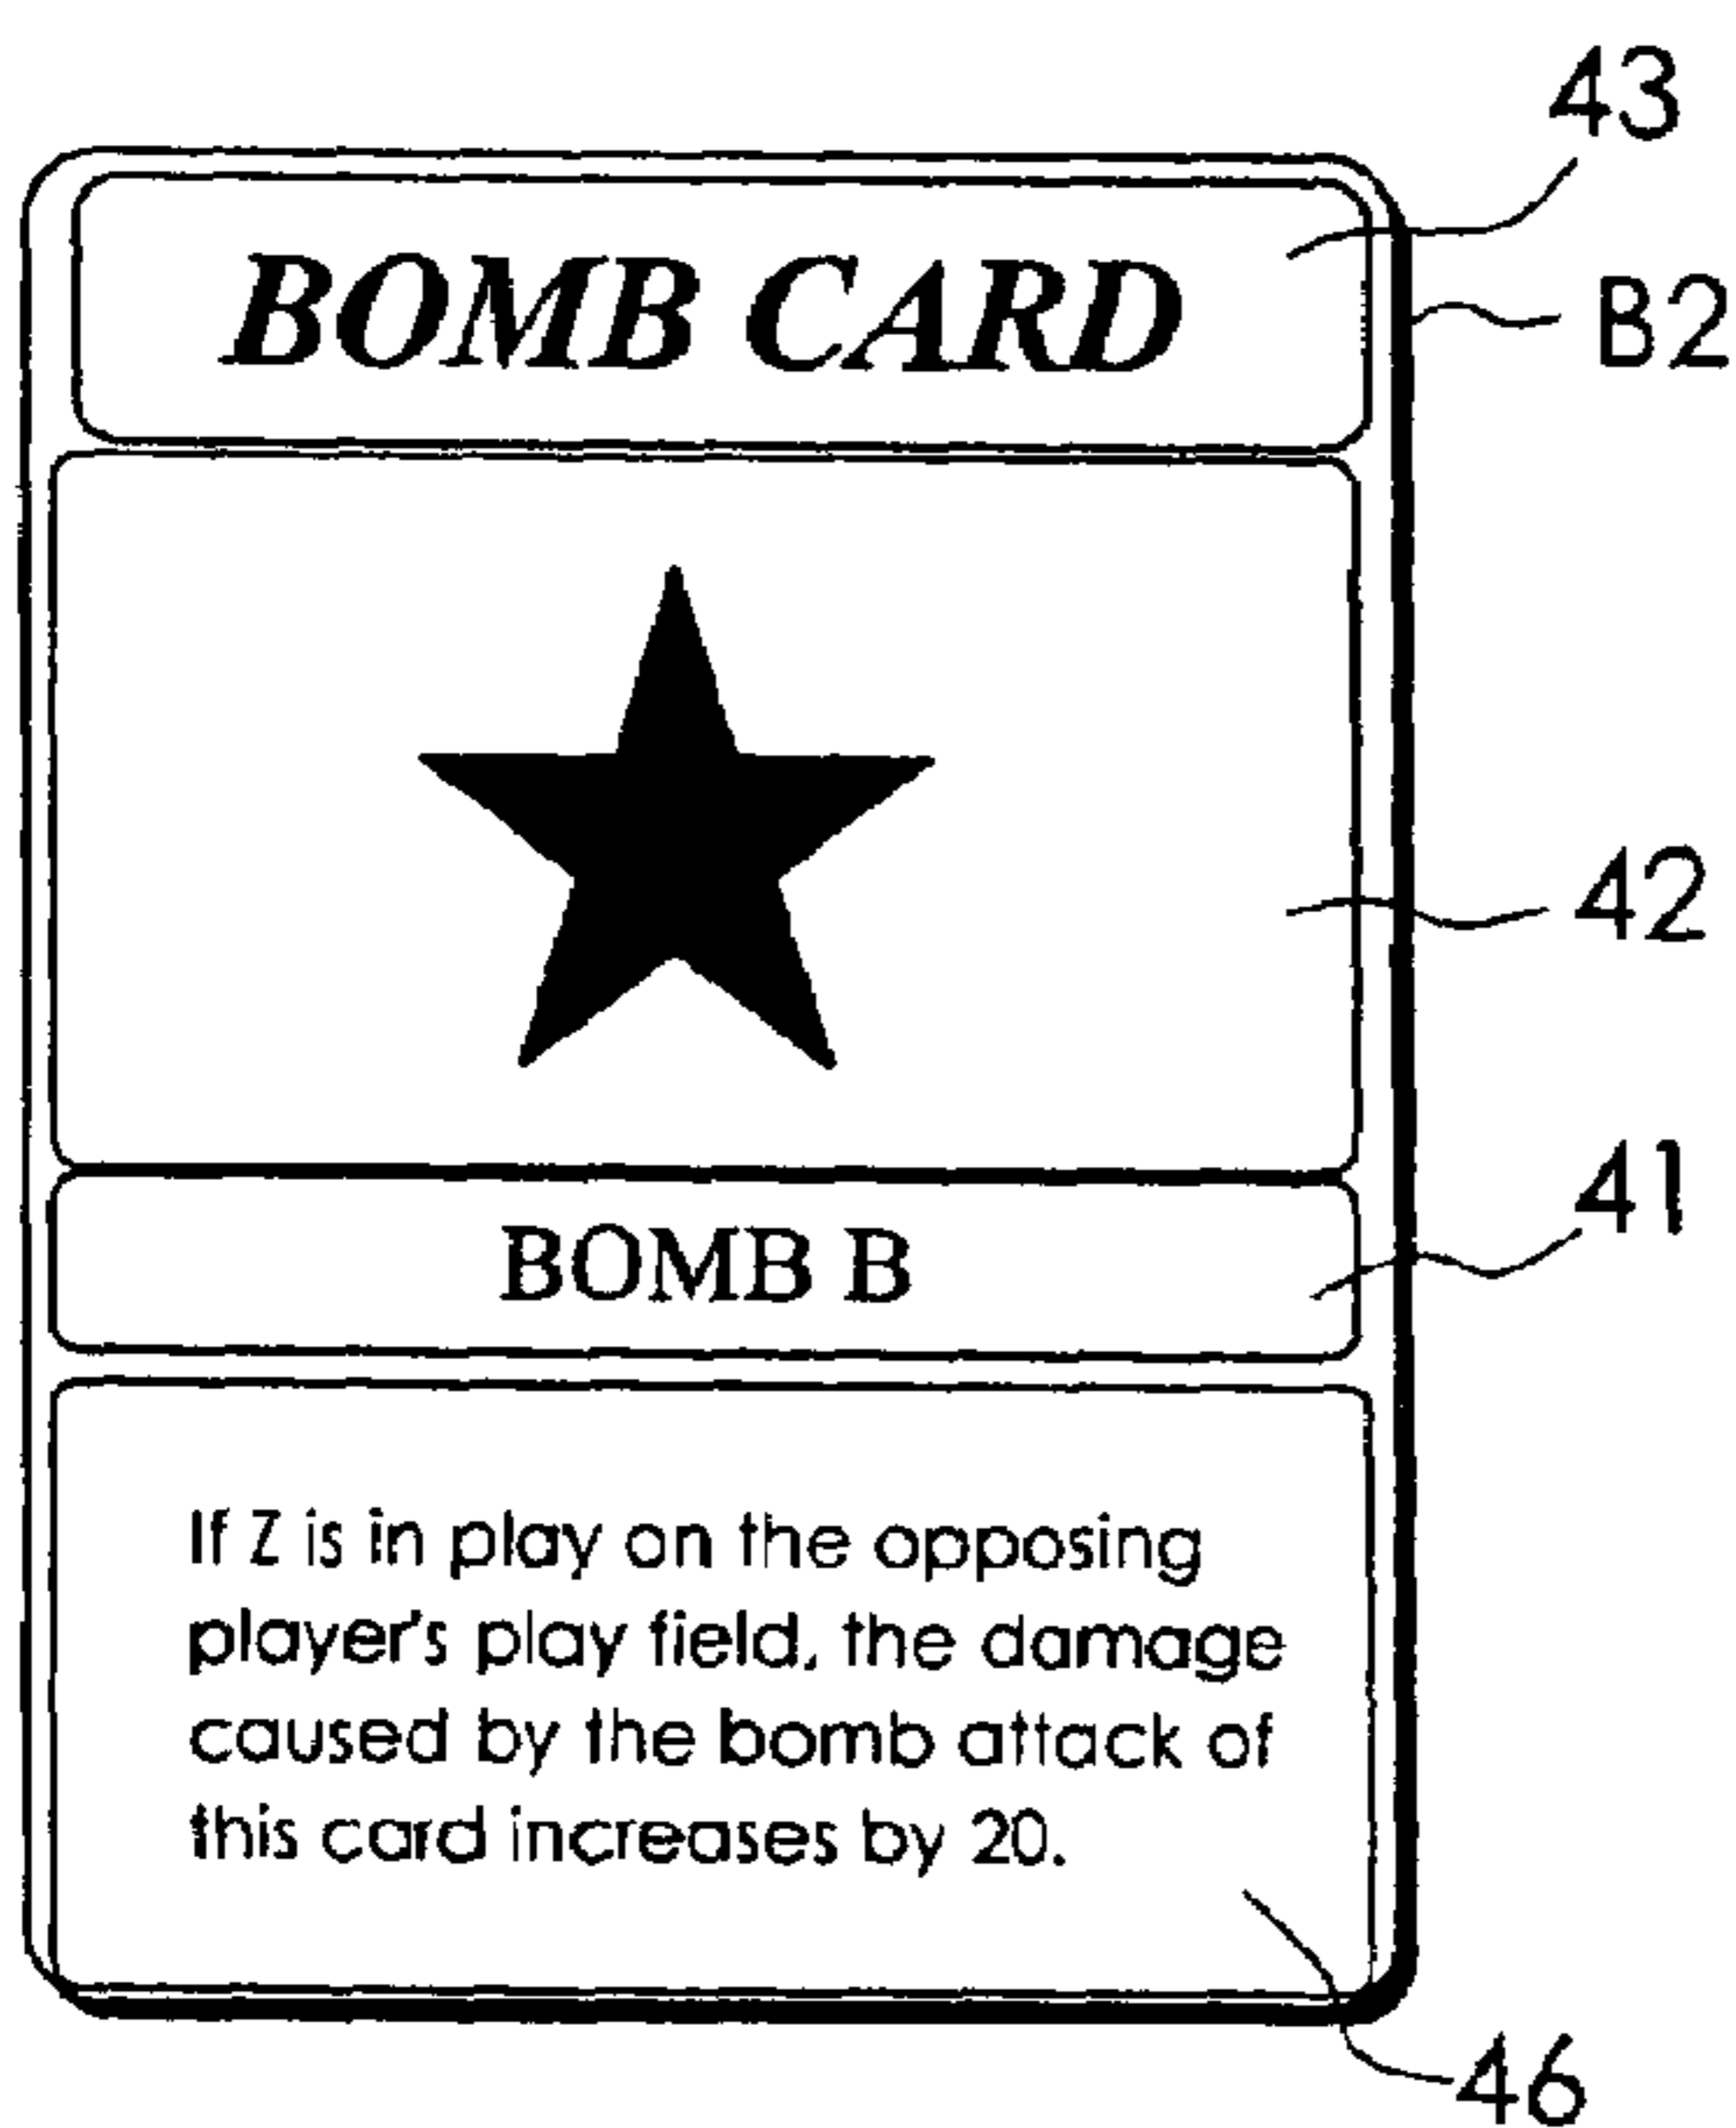 43
BOMB CARD
B2
42
41
BOMB B
If Z is in play on the opposing
player's play field, the damage
caused by the bomb attack of
this card increases by 20.
46